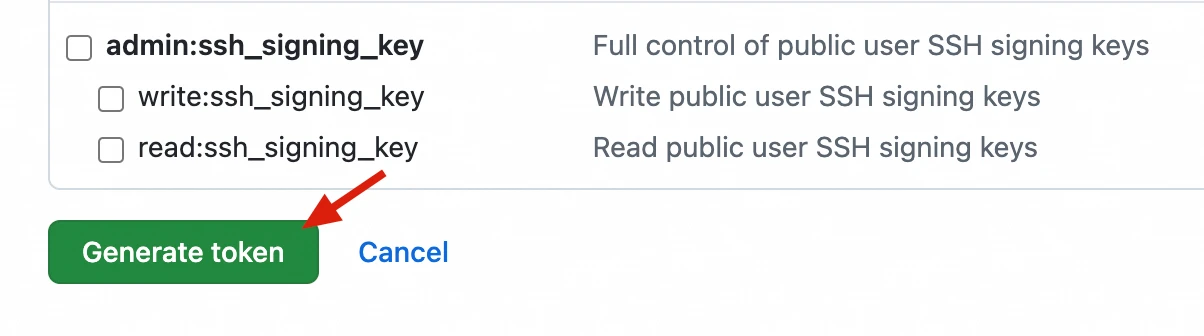 admin:ssh_signing_key Full control of public user SSH signing keys
write:ssh_signing_key Write public user SSH signing keys
read:ssh_signing_key Read public user SSH signing keys
Generate token Cancel